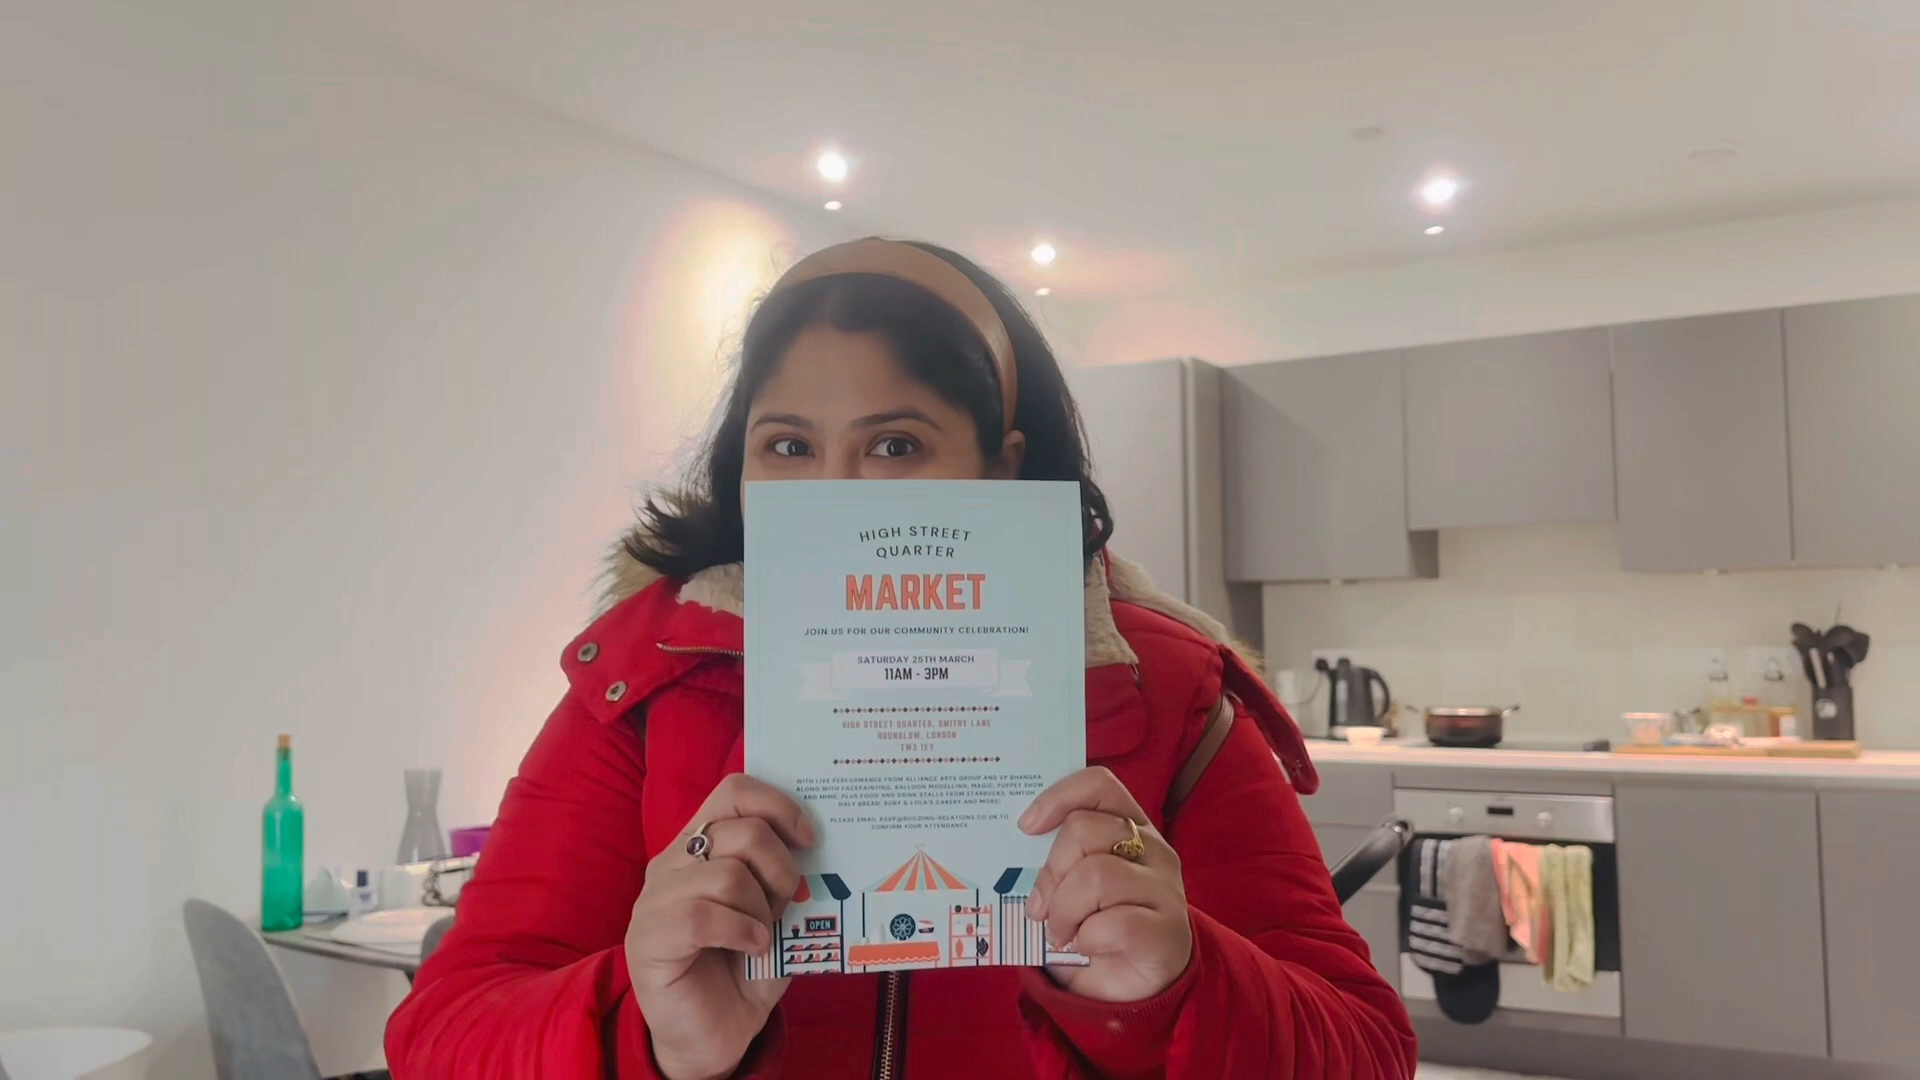 HIGH STREET
QUARTER
MARKET
JOIN US FOR OUR COMMUNITY CELEBRATION!
SATURDAY 25TH MARCH
11AM - 3PM
HIGH STREET QUARTER, SMITHY LANE
HOUNSLOW, LONDON
TW3 1EY
WITH LIVE PERFORMANCE FROM ALLIANCE ARTS GROUP AND VP BHANGRA
ALONG WITH FACEPAINTING, BALLOON MODELLING, MAGIC, PUPPET SHOW
AND MIME, PLUS FOOD AND DRINK STALLS FROM STARBUCKS, NIMTOH
DALY BREAD, RUBY & LOLA'S CAKERY AND MORE!
PLEASE EMAIL RSVP@BUILDING-RELATIONS.CO.UK TO
CONFIRM YOUR ATTENDANCE
OPEN